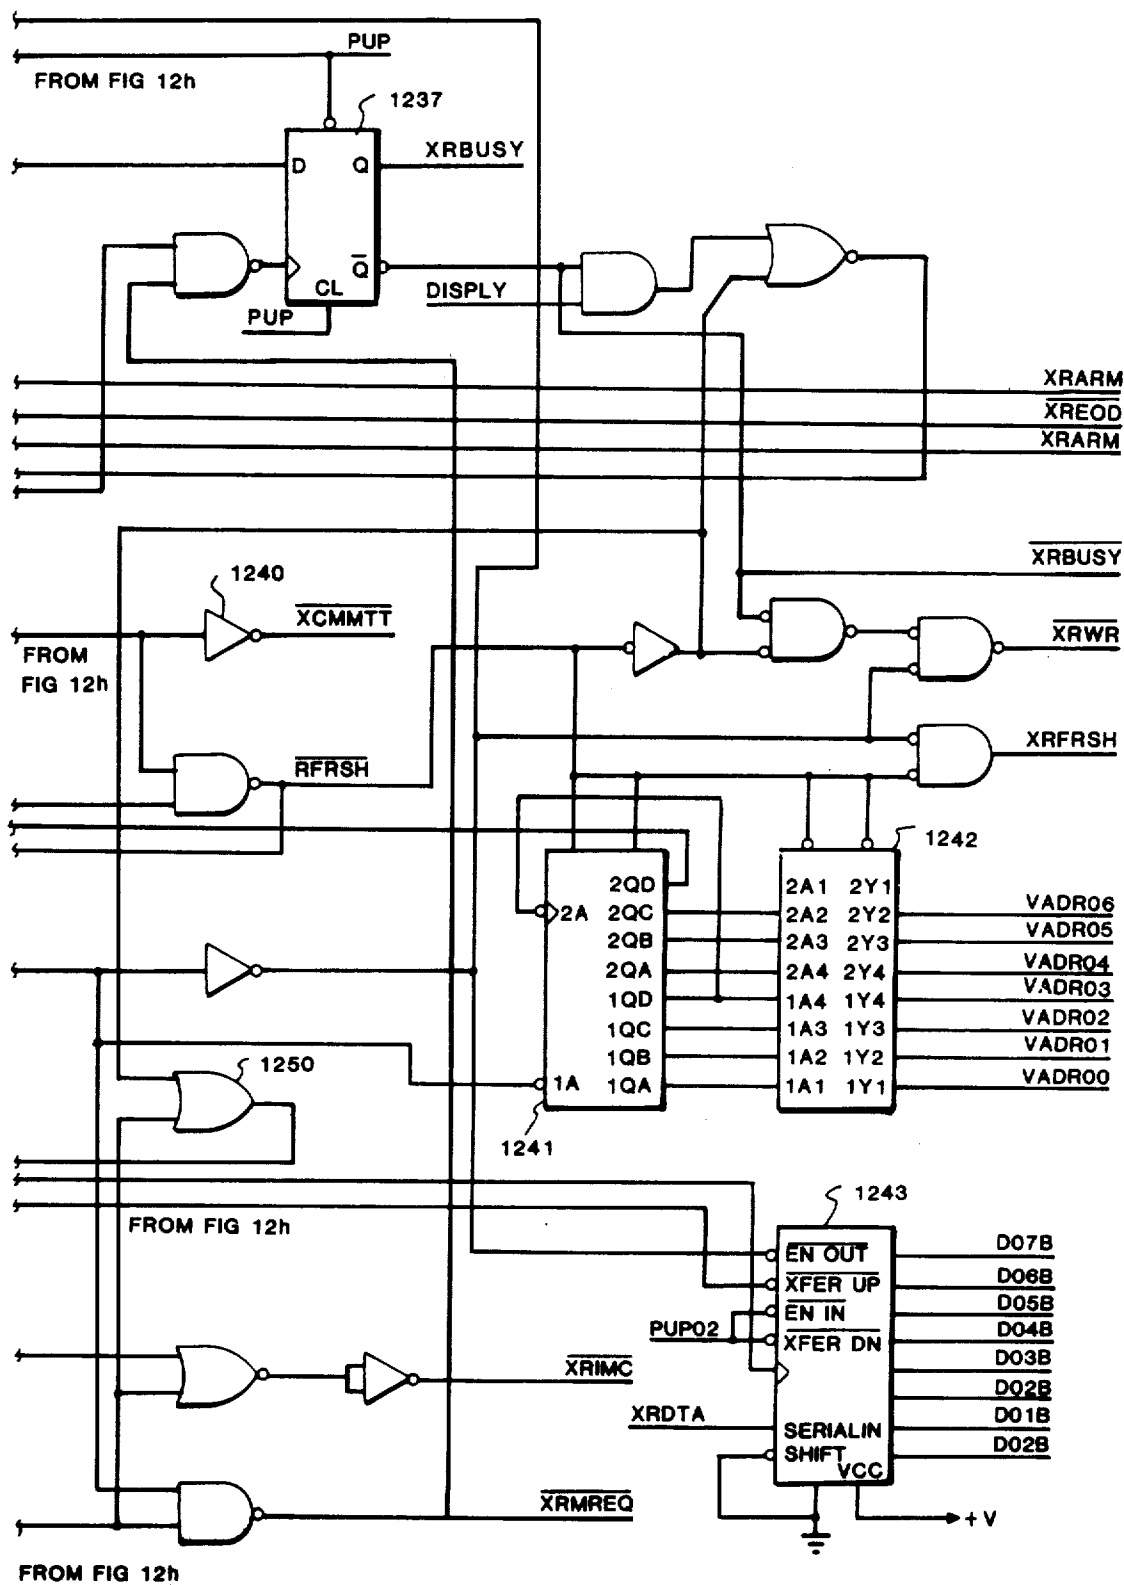 PUP
FROM FIG 12h
1237
XRBUSY
D Q
Q
DISPLY
CL
PUP
XRARM
XREOD
XRARM
XRBUSY
1240
XCMMTT
FROM
FIG 12h
XRWR
RFRSH
XRFRSH
1242
2QD 2A1 2Y1
2A 2QC 2A2 2Y2 VADR06
2QB 2A3 2Y3 VADR05
2QA 2A4 2Y4 VADR04
1QD 1A4 1Y4 VADR03
1QC 1A3 1Y3 VADR02
1QB 1A2 1Y2 VADR01
1A 1QA 1A1 1Y1 VADR00
1250
1241
1243
FROM FIG 12h
EN OUT D07B
XFER UP D06B
EN IN D05B
PUP02 XFER DN D04B
D03B
XRIMC
D02B
XRDTA SERIALIN D01B
SHIFT D02B
VCC
XRMREQ
+V
FROM FIG 12h